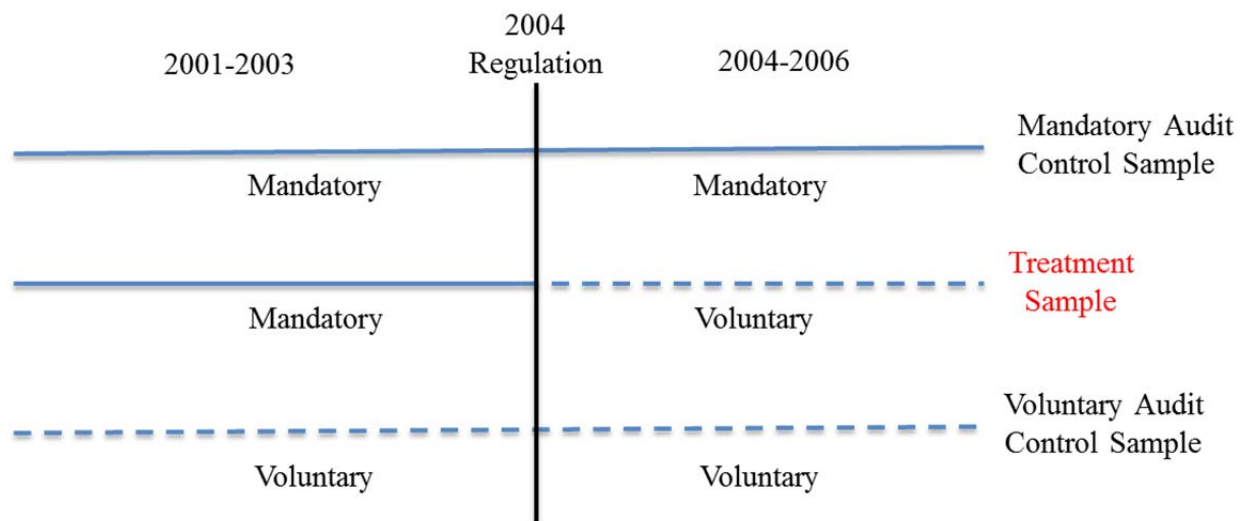 2001-2003
2004
Regulation
2004-2006
Mandatory Audit
Control Sample
Mandatory
Mandatory
Treatment
Sample
Mandatory
Voluntary
Voluntary Audit
Control Sample
Voluntary
Voluntary